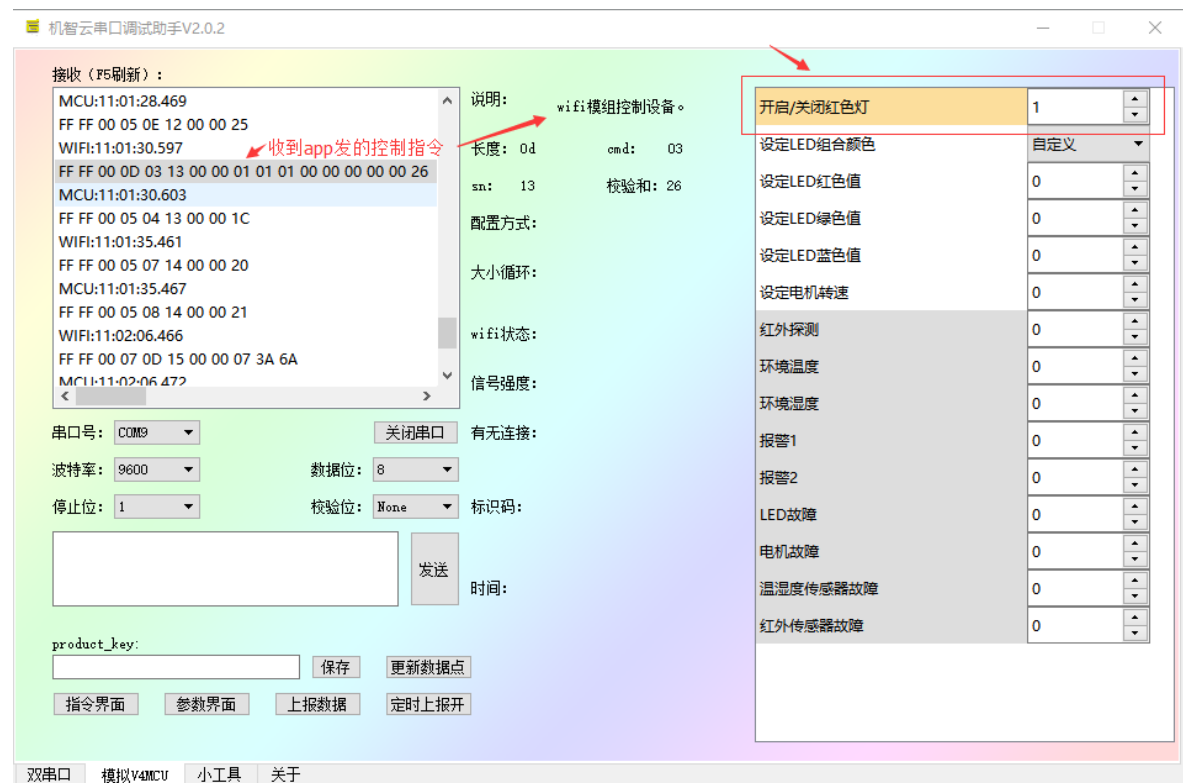 机智云串口调试助手V2.0.2
接收（F5刷新）：
MCU:11:01:28.469
FF FF 00 05 0E 12 00 00 25
WIFI:11:01:30.597
收到app发的控制指令
FF FF 00 0D 03 13 00 00 01 01 01 00 00 00 00 00 26
MCU:11:01:30.603
FF FF 00 05 04 13 00 00 1C
WIFI:11:01:35.461
FF FF 00 05 07 14 00 00 20
MCU:11:01:35.467
FF FF 00 05 08 14 00 00 21
WIFI:11:02:06.466
FF FF 00 07 0D 15 00 00 07 3A 6A
MCU:11:02:06.472
串口号： COM9 关闭串口
波特率： 9600 数据位： 8
停止位： 1 校验位： None
发送
product_key:
保存 更新数据点
指令界面 参数界面 上报数据 定时上报开
说明： wifi模组控制设备。
长度： 0d cmd: 03
sn: 13 校验和： 26
配置方式：
大小循环：
wifi状态：
信号强度：
有无连接：
标识码：
时间：
开启/关闭红色灯 1
设定LED组合颜色 自定义
设定LED红色值 0
设定LED绿色值 0
设定LED蓝色值 0
设定电机转速 0
红外探测 0
环境温度 0
环境湿度 0
报警1 0
报警2 0
LED故障 0
电机故障 0
温湿度传感器故障 0
红外传感器故障 0
双串口 模拟V4MCU 小工具 关于